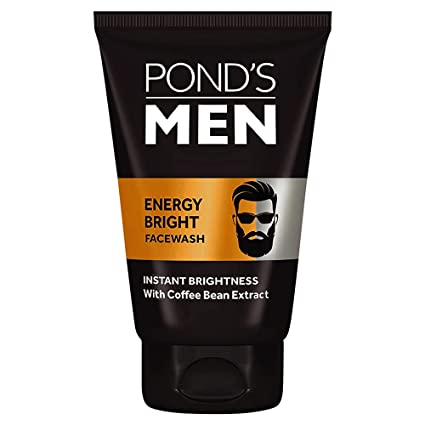 POND'S
MEN
ENERGY
BRIGHT
FACEWASH
INSTANT BRIGHTNESS
With Coffee Bean Extract